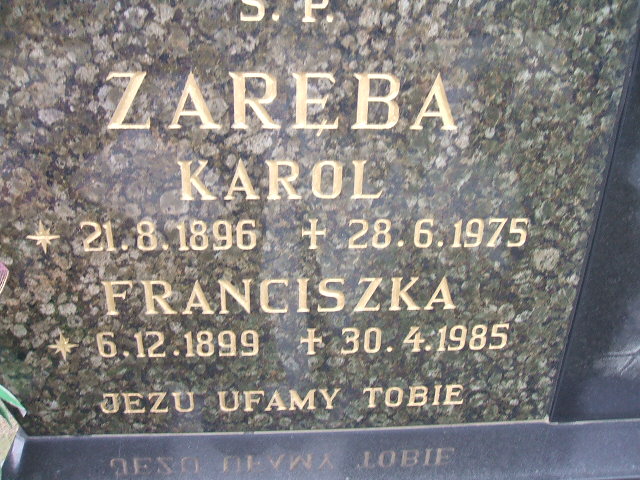 Ś. P.
ZARĘBA
KAROL
* 21.8.1896 + 28.6.1975
FRANCISZKA
* 6.12.1899 + 30.4.1985
JEZU UFAMY TOBIE